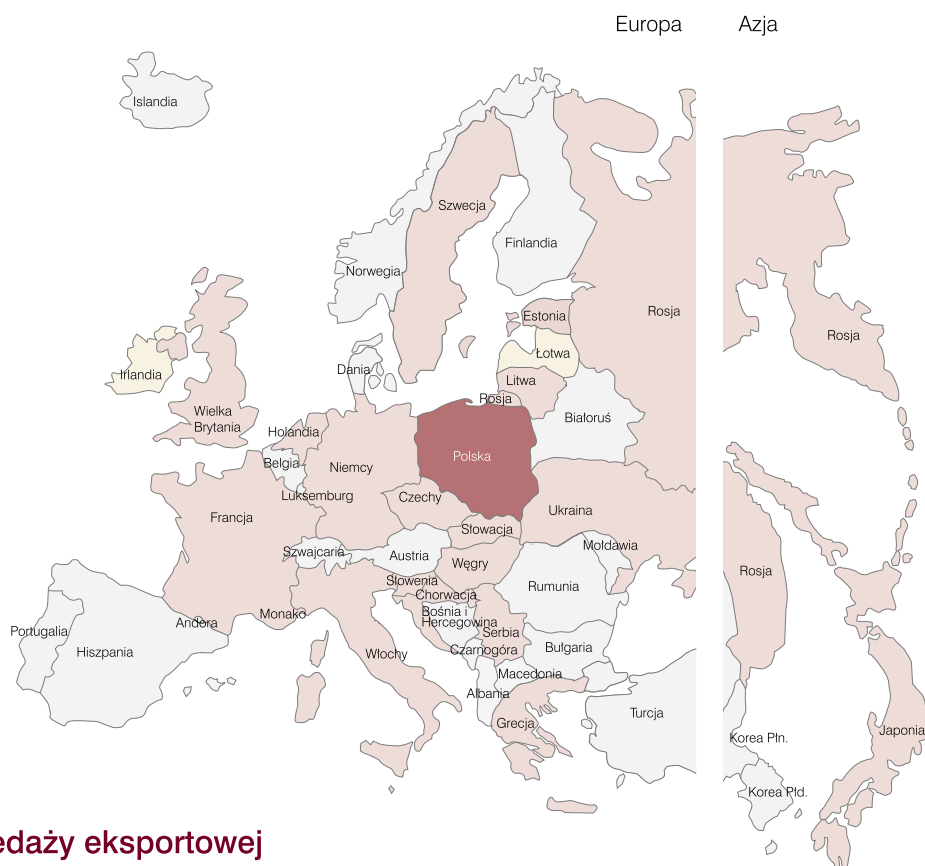 Europa
Azja
Islandia
Szwecja
Finlandia
Norwegia
Rosja
Estonia
Rosja
Łotwa
Dania
Irlandia
Litwa
Rosja
Wielka
Brytania
Białoruś
Holandia
Polska
Belgia
Niemcy
Luksemburg
Czechy
Francja
Ukraina
Słowacja
Mołdawia
Szwajcaria
Austria
Węgry
Rosja
Słowenia
Rumunia
Chorwacja
Bośnia i
Hercegowina
Monako
Andora
Portugalia
Serbia
Hiszpania
Włochy
Czarnogóra
Bułgaria
Macedonia
Albania
Turcja
Grecja
Japonia
Korea Płn.
Korea Płd.
edaży eksportowej